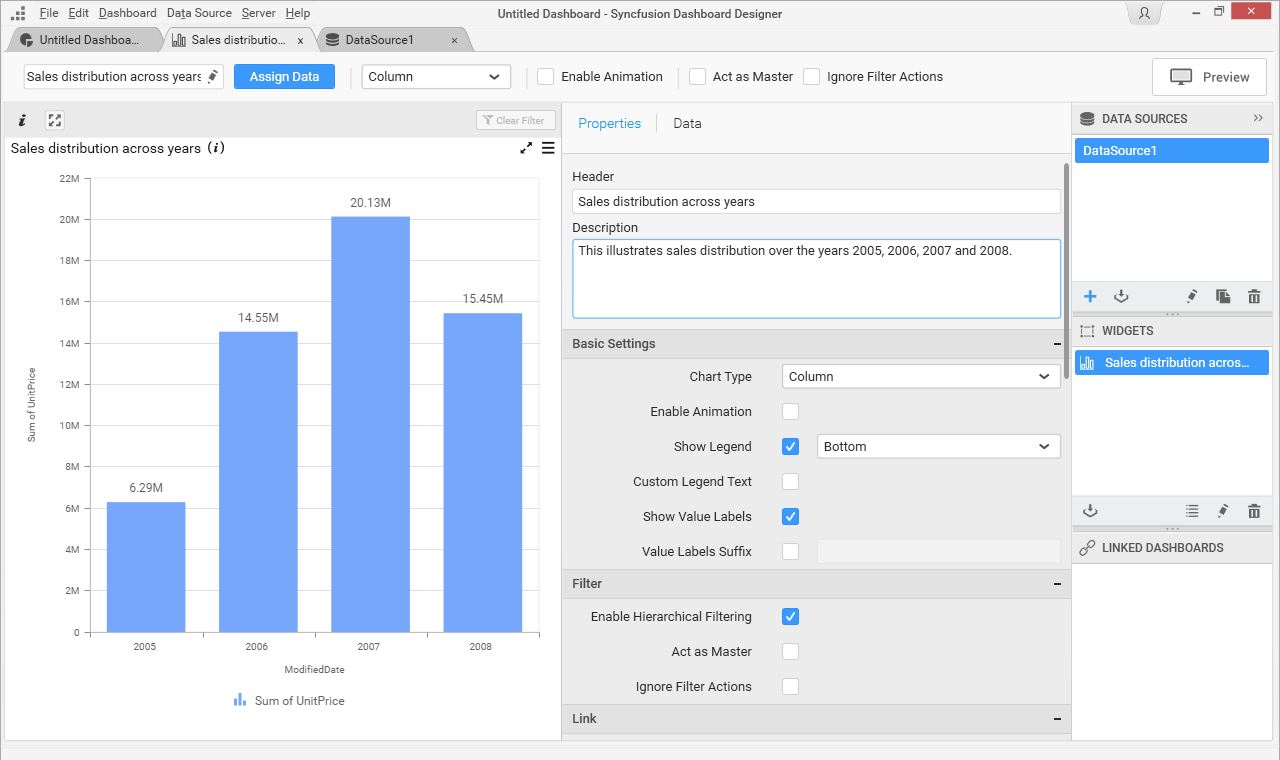 File Edit Dashboard Data Source Server Help
Untitled Dashboard - Syncfusion Dashboard Designer
Untitled Dashboa...
Sales distributio... x
DataSource1 x
Sales distribution across years
Assign Data
Column
Enable Animation
Act as Master
Ignore Filter Actions
Preview
i
Clear Filter
Sales distribution across years (i)
22M
20M
18M
16M
14M
12M
10M
8M
6M
4M
2M
0
Sum of UnitPrice
6.29M
14.55M
20.13M
15.45M
2005 2006 2007 2008
ModifiedDate
Sum of UnitPrice
Properties Data
Header
Sales distribution across years
Description
This illustrates sales distribution over the years 2005, 2006, 2007 and 2008.
Basic Settings
Chart Type Column
Enable Animation
Show Legend Bottom
Custom Legend Text
Show Value Labels
Value Labels Suffix
Filter
Enable Hierarchical Filtering
Act as Master
Ignore Filter Actions
Link
DATA SOURCES
DataSource1
WIDGETS
Sales distribution acros...
LINKED DASHBOARDS